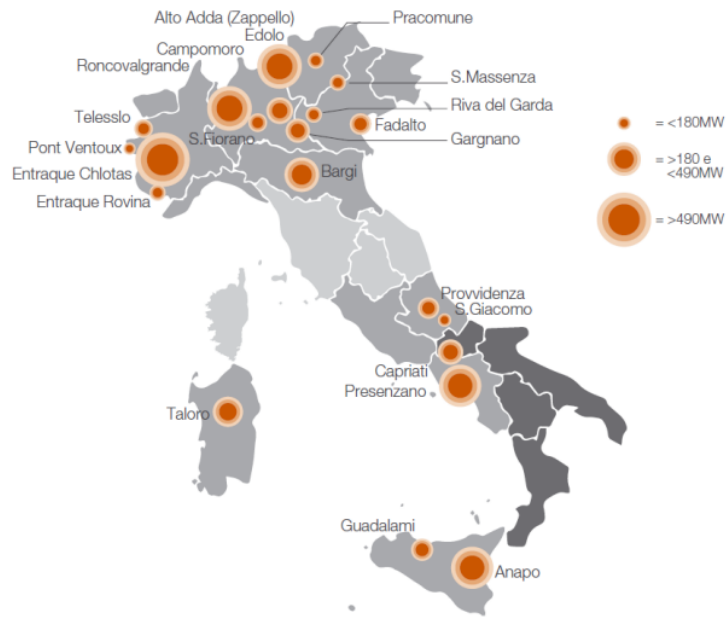 Alto Adda (Zappello)
Edolo
Campomoro
Roncovalgrande
Pracomune
S.Massenza
Riva del Garda
Fadalto
Gargnano
S.Fiorano
Telesslo
Pont Ventoux
Entraque Chlotas
Entraque Rovina
Bargi
= <180MW
= >180 e
<490MW
= >490MW
Provvidenza
S.Giacomo
Capriati
Presenzano
Taloro
Guadalami
Anapo